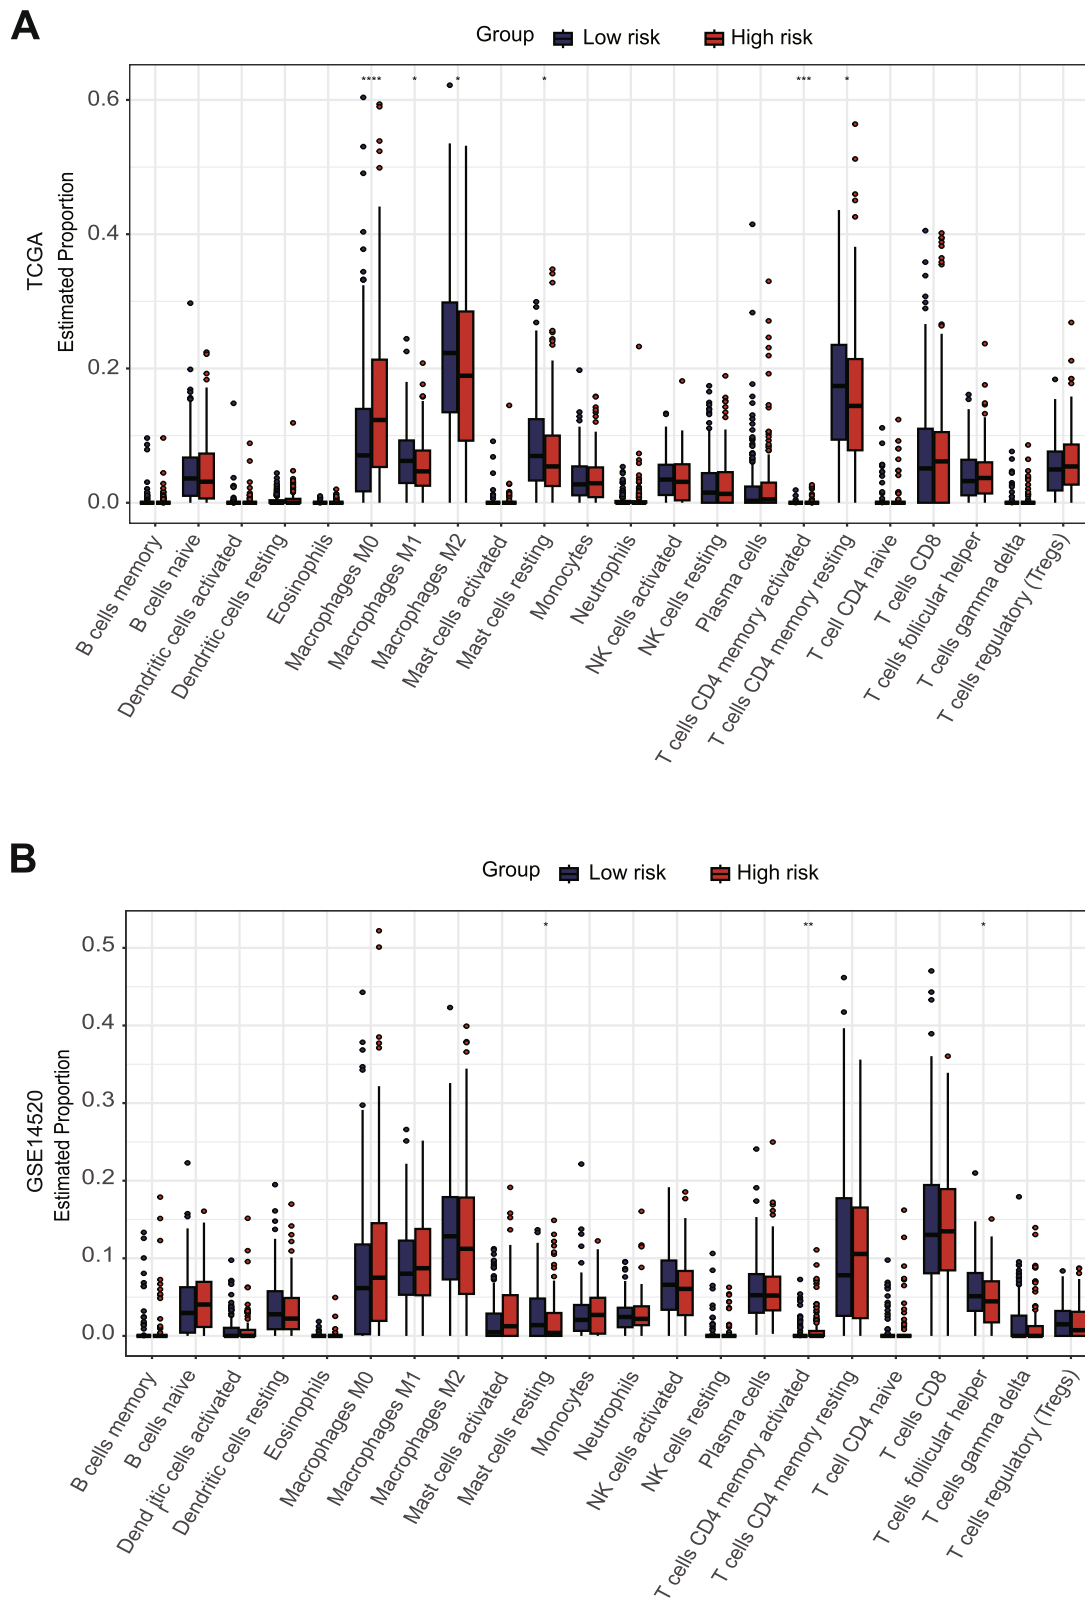 A
Group Low risk High risk
**** * * * *** *
TCGA
Estimated Proportion
0.6
0.4
0.2
0.0
B cells memory
B cells naive
Dendritic cells activated
Dendritic cells resting
Eosinophils
Macrophages M0
Macrophages M1
Macrophages M2
Mast cells activated
Mast cells resting
Monocytes
Neutrophils
NK cells activated
NK cells resting
Plasma cells
T cells CD4 memory activated
T cells CD4 memory resting
T cell CD4 naive
T cells CD8
T cells follicular helper
T cells gamma delta
T cells regulatory (Tregs)
B
Group Low risk High risk
* ** *
GSE14520
Estimated Proportion
0.5
0.4
0.3
0.2
0.1
0.0
B cells memory
B cells naive
Dend itic cells activated
Dendritic cells resting
Eosinophils
Macrophages M0
Macrophages M1
Macrophages M2
Mast cells activated
Mast cells resting
Monocytes
Neutrophils
NK cells activated
NK cells resting
Plasma cells
T cells CD4 memory activated
T cells CD4 memory resting
T cell CD4 naive
T cells CD8
T cells follicular helper
T cells gamma delta
T cells regulatory (Tregs)